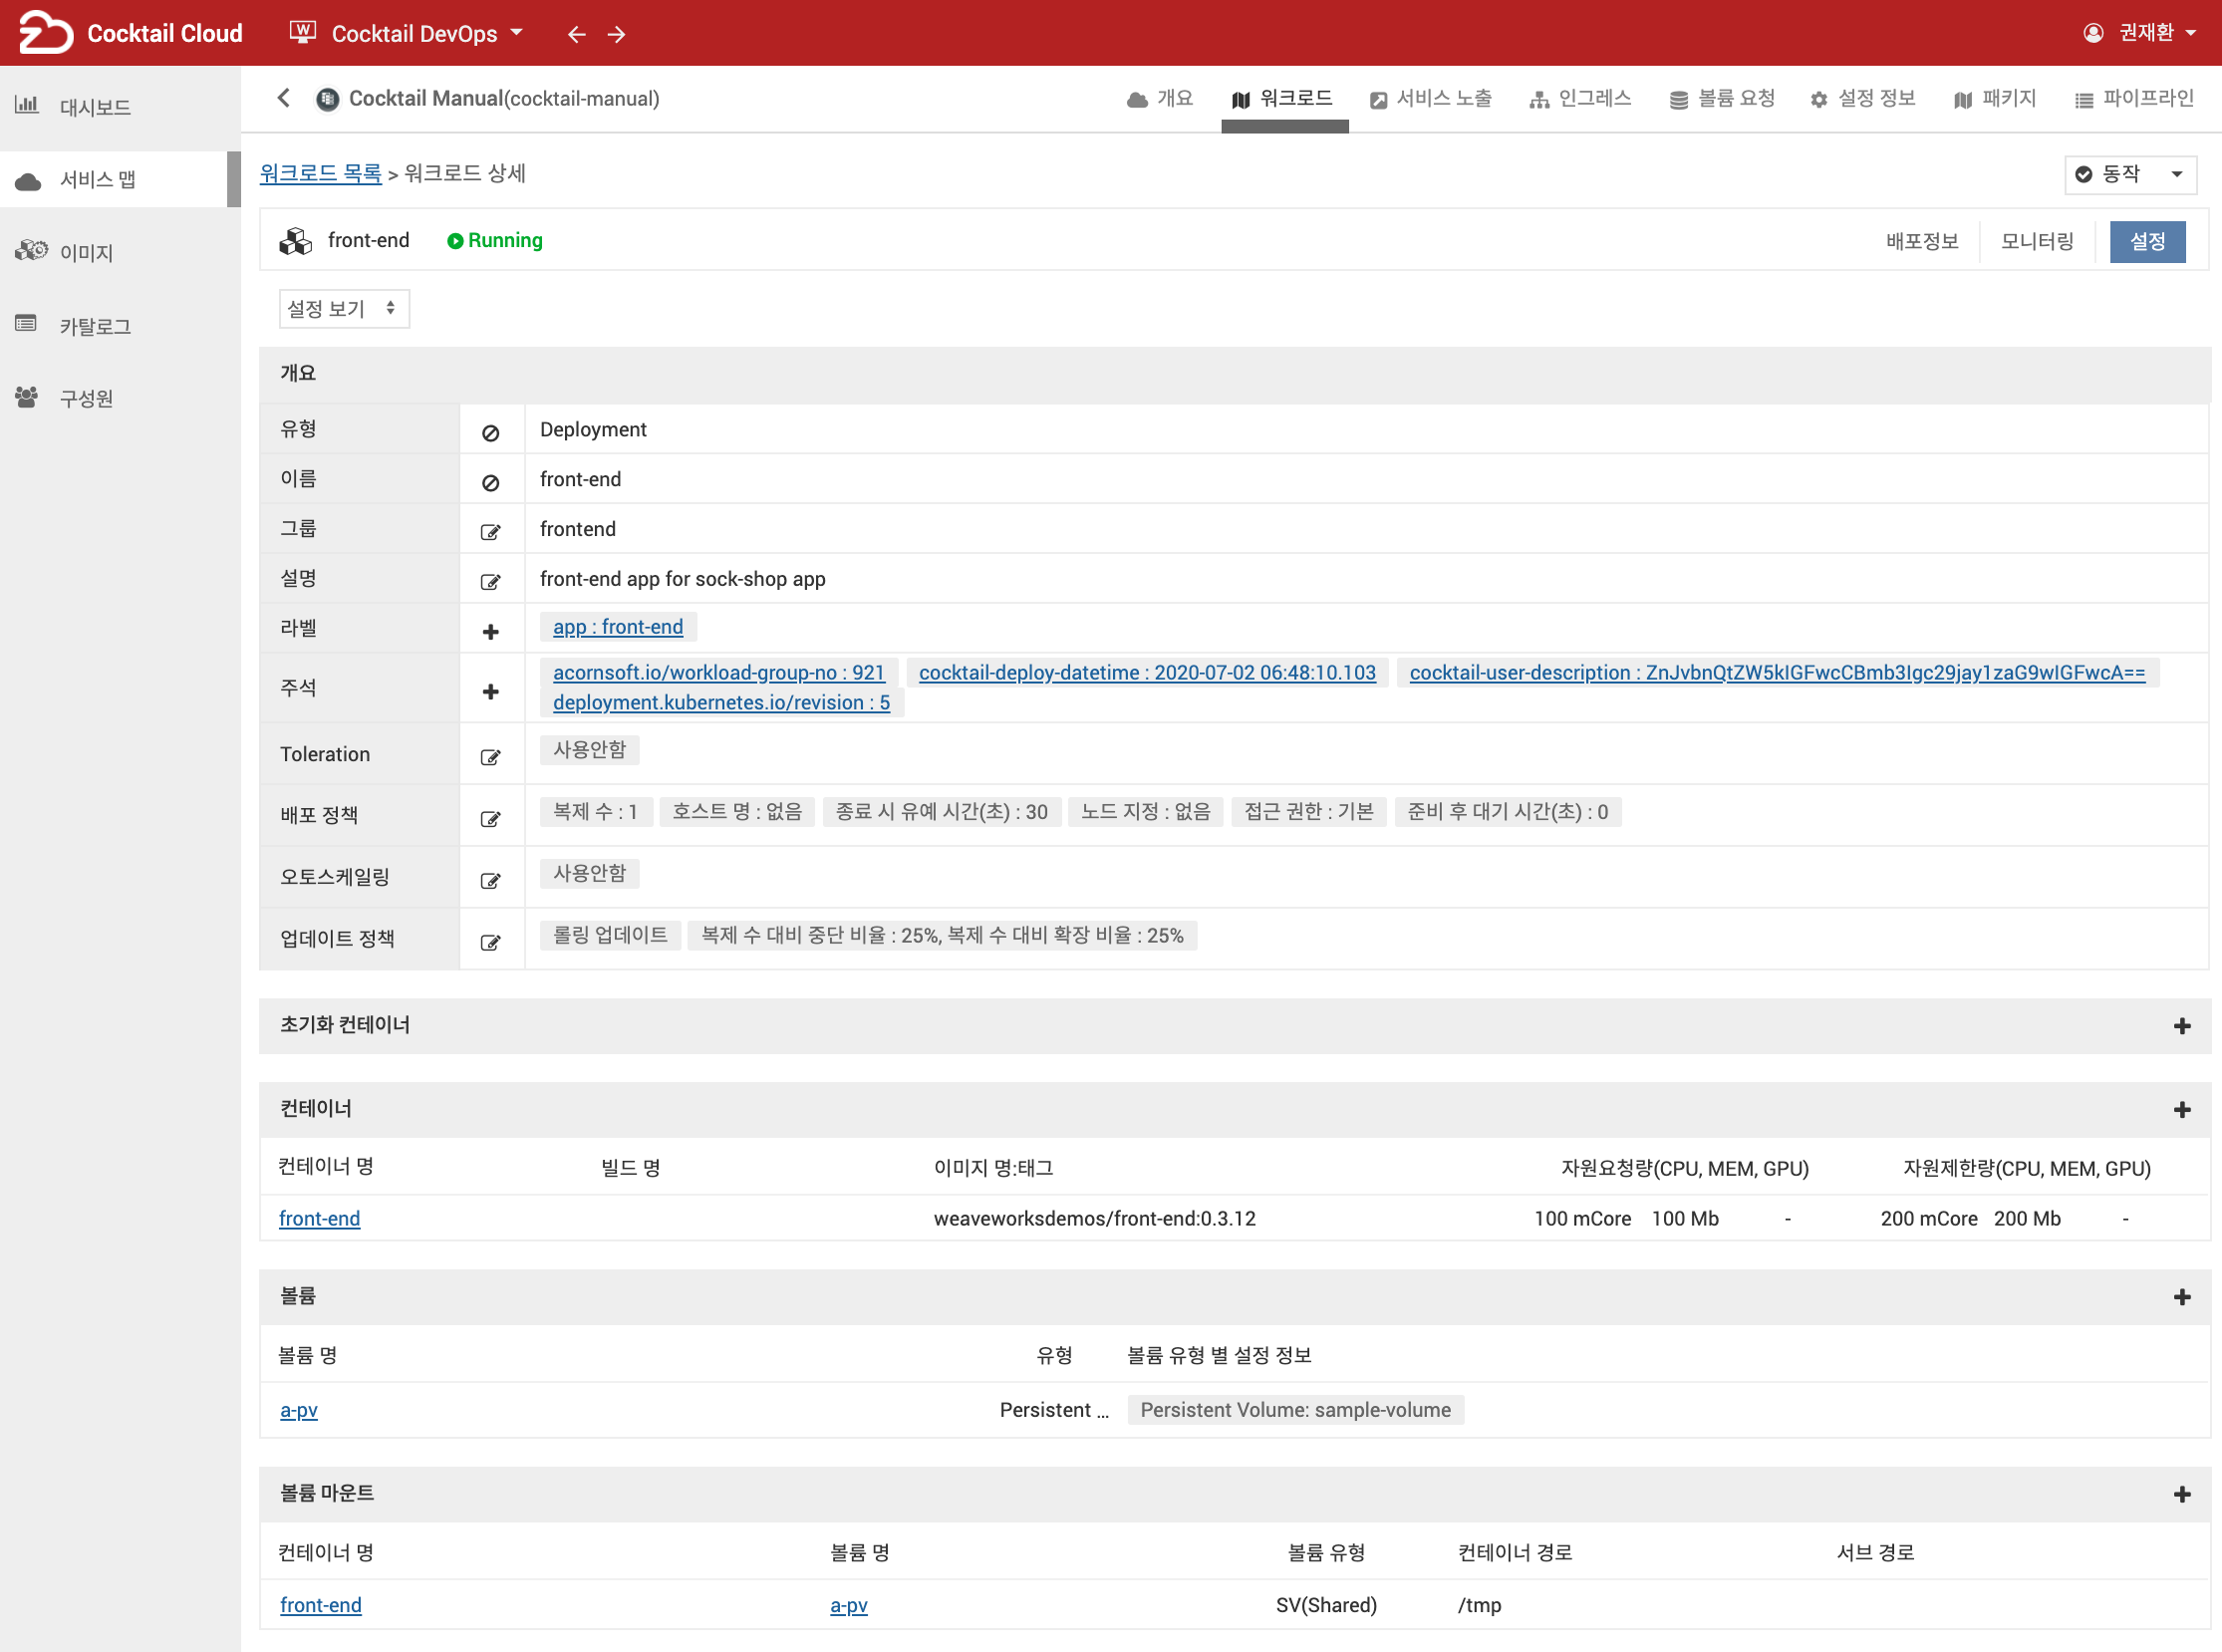 Cocktail Cloud W Cocktail DevOps 권재환
대시보드
서비스 맵
이미지
카탈로그
구성원
Cocktail Manual(cocktail-manual) 개요 워크로드 서비스 노출 인그레스 볼륨 요청 설정 정보 패키지 파이프라인
워크로드 목록 > 워크로드 상세 동작
front-end Running 배포정보 모니터링 설정
설정 보기
개요
유형 Deployment
이름 front-end
그룹 frontend
설명 front-end app for sock-shop app
라벨 app : front-end
주석 acornsoft.io/workload-group-no : 921 cocktail-deploy-datetime : 2020-07-02 06:48:10.103 cocktail-user-description : ZnJvbnQtZW5kIGFwcCBmb3Igc29jay1zaG9wIGFwcA==
deployment.kubernetes.io/revision : 5
Toleration 사용안함
배포 정책 복제 수 : 1 호스트 명 : 없음 종료 시 유예 시간(초) : 30 노드 지정 : 없음 접근 권한 : 기본 준비 후 대기 시간(초) : 0
오토스케일링 사용안함
업데이트 정책 롤링 업데이트 복제 수 대비 중단 비율 : 25%, 복제 수 대비 확장 비율 : 25%
초기화 컨테이너
컨테이너
컨테이너 명 빌드 명 이미지 명:태그 자원요청량(CPU, MEM, GPU) 자원제한량(CPU, MEM, GPU)
front-end weaveworksdemos/front-end:0.3.12 100 mCore 100 Mb - 200 mCore 200 Mb -
볼륨
볼륨 명 유형 볼륨 유형 별 설정 정보
a-pv Persistent ... Persistent Volume: sample-volume
볼륨 마운트
컨테이너 명 볼륨 명 볼륨 유형 컨테이너 경로 서브 경로
front-end a-pv SV(Shared) /tmp